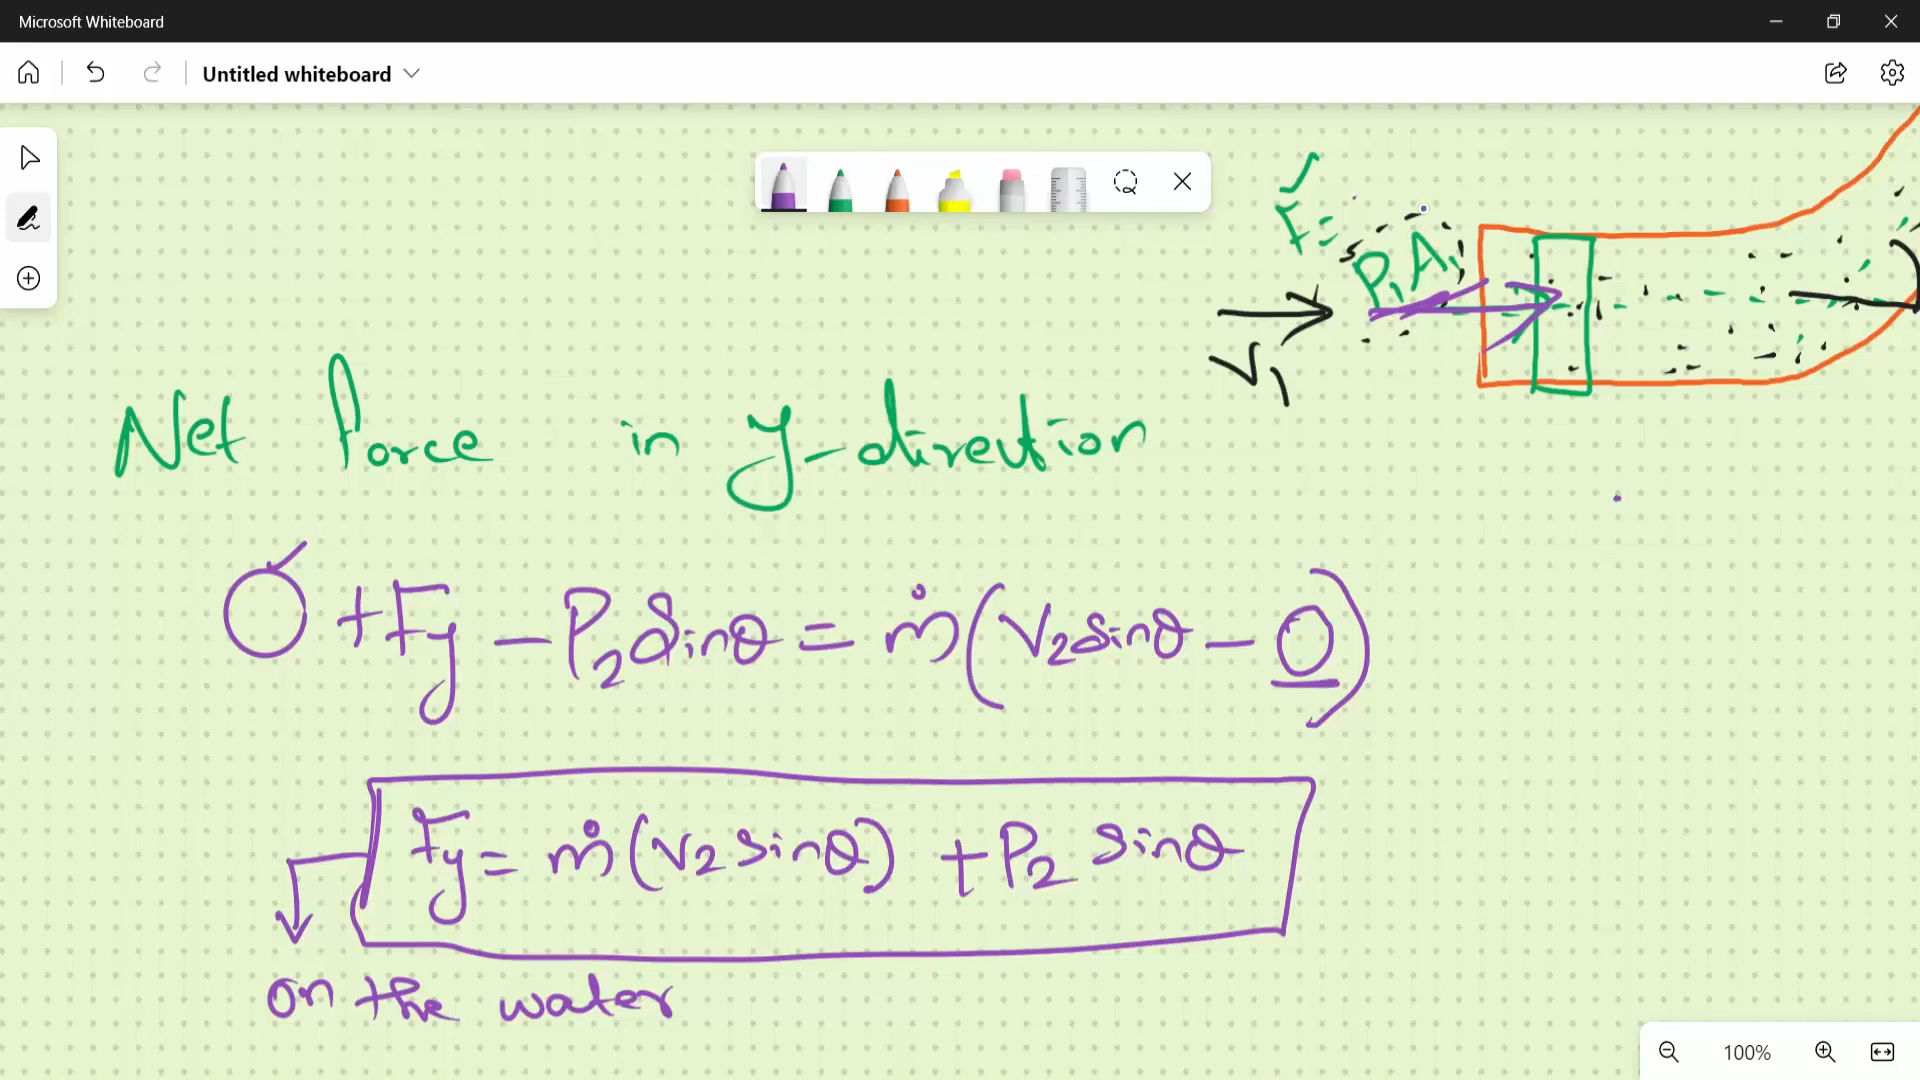 Microsoft Whiteboard
Untitled whiteboard
F =
P₁A₁
V₁
Net force in y-direction
0 + Fy − P₂ sinθ = ṁ(V₂ sinθ − 0)
Fy = ṁ(V₂ sinθ) + P₂ sinθ
on the water
100%